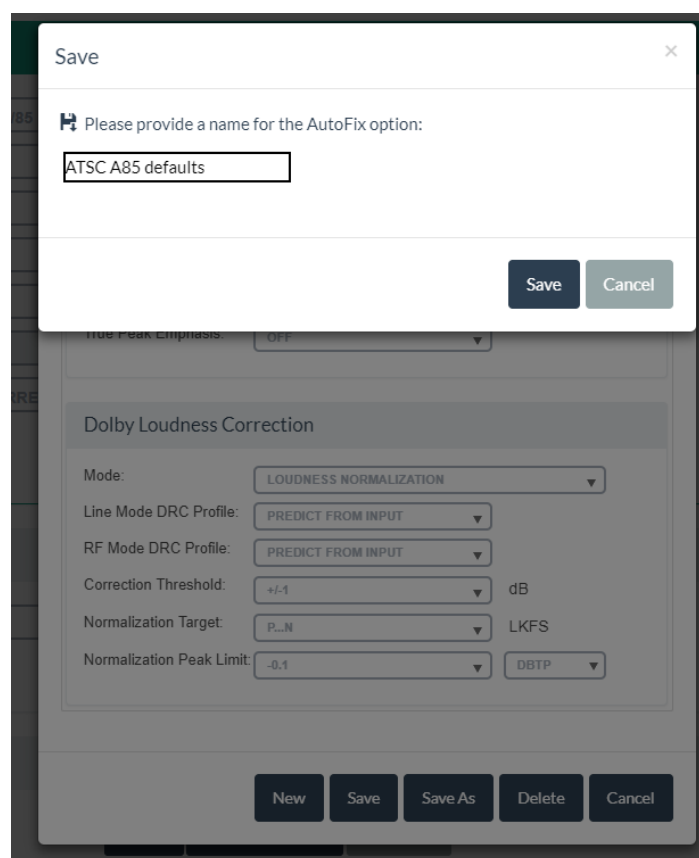 Save
×
/85
Please provide a name for the AutoFix option:
ATSC A85 defaults
Save Cancel
True Peak Emphasis: OFF
RRE
Dolby Loudness Correction
Mode: LOUDNESS NORMALIZATION
Line Mode DRC Profile: PREDICT FROM INPUT
RF Mode DRC Profile: PREDICT FROM INPUT
Correction Threshold: +/-1 dB
Normalization Target: P...N LKFS
Normalization Peak Limit: -0.1 DBTP
New Save Save As Delete Cancel